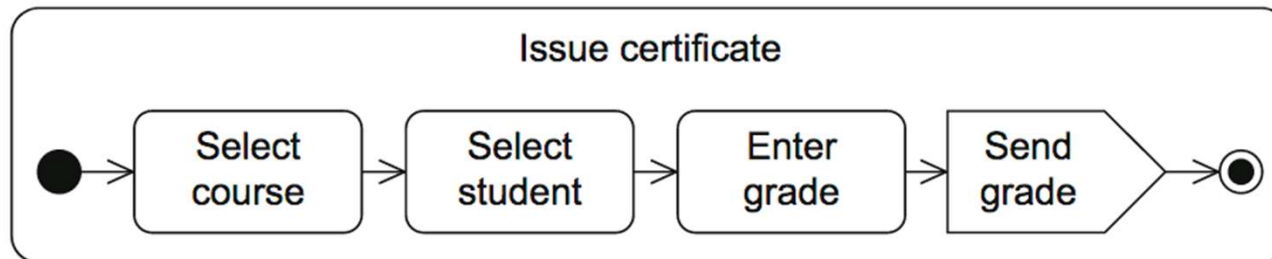 Issue certificate
Select
course
Select
student
Enter
grade
Send
grade